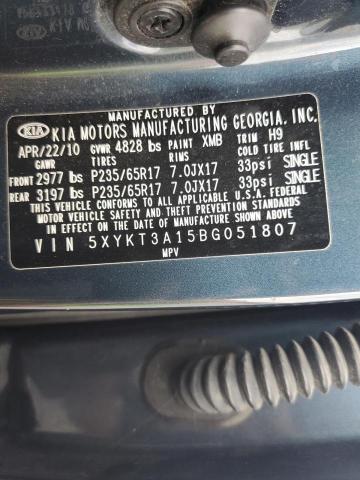 MANUFACTURED BY
KIA KIA MOTORS MANUFACTURING GEORGIA, INC.
APR/22/10 GVWR 4828 lbs PAINT XMB TRIM H9
GAWR TIRES RIMS COLD TIRE INFL
FRONT 2977 lbs P235/65R17 7.0JX17 33psi SINGLE
REAR 3197 lbs P235/65R17 7.0JX17 33psi SINGLE
THIS VEHICLE CONFORMS TO ALL APPLICABLE U.S.A. FEDERAL
MOTOR VEHICLE SAFETY AND BUMPER AND THEFT PREVENTION STANDARDS
IN EFFECT ON THE DATE OF MANUFACTURE SHOWN ABOVE.
VIN 5XYKT3A15BG051807
MPV